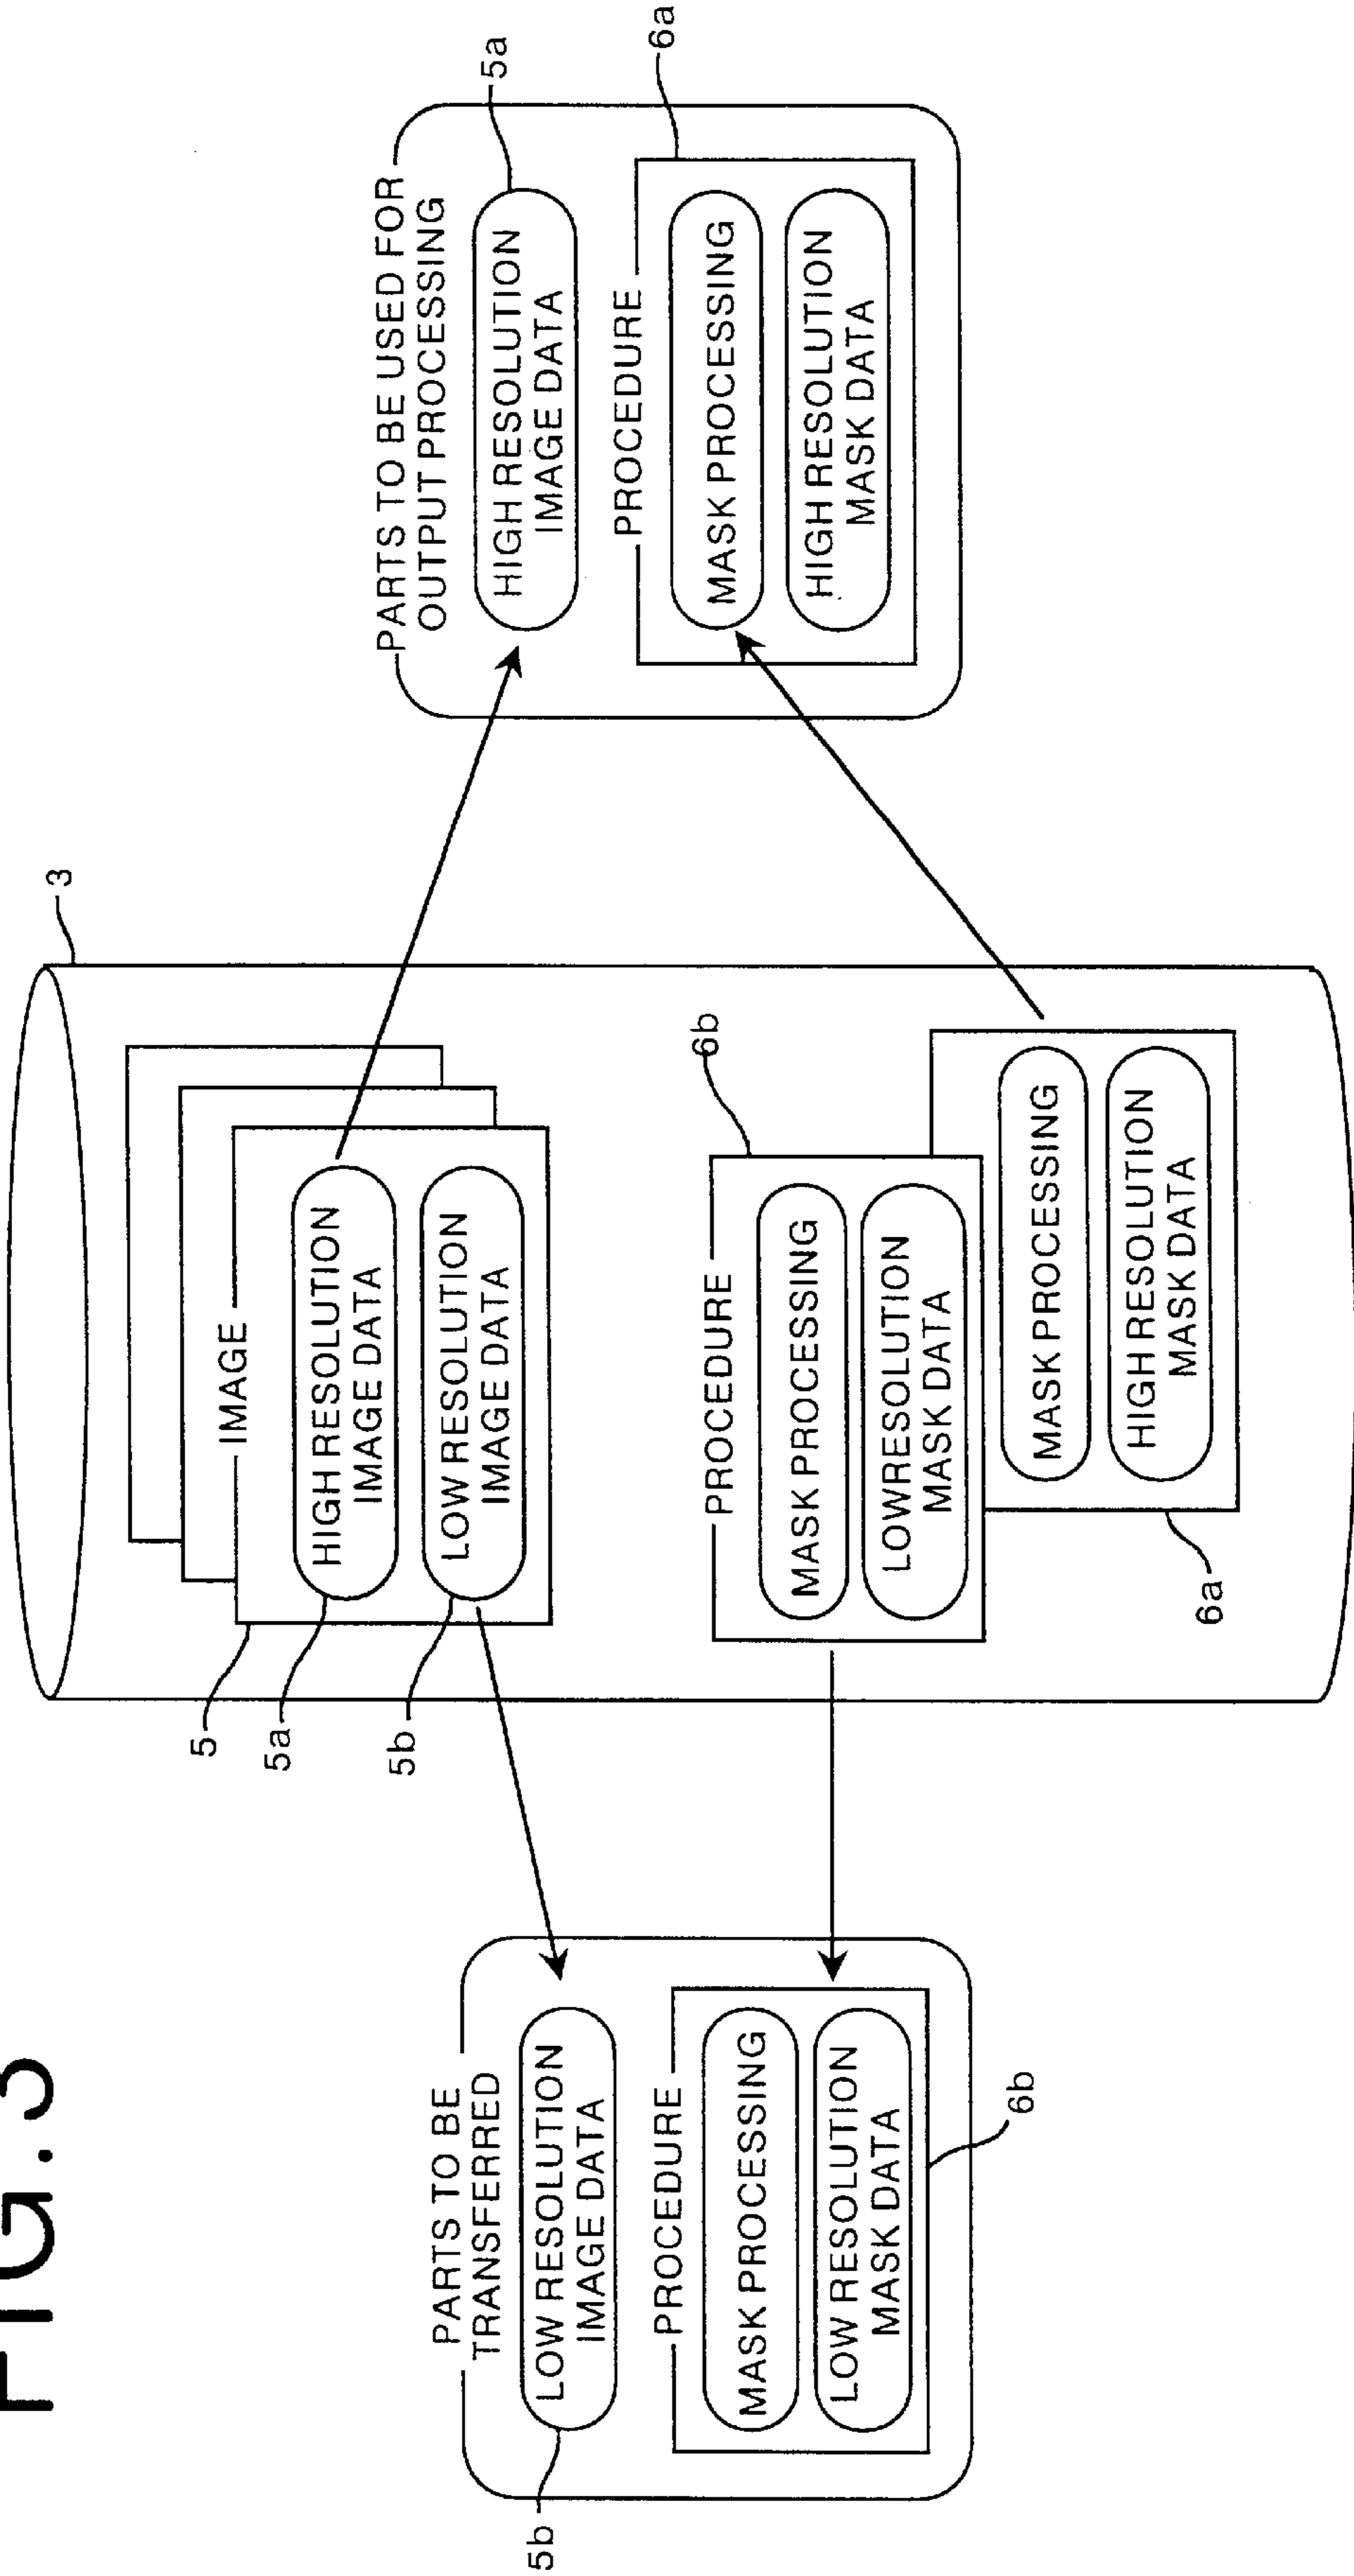 FIG.3
PARTS TO BE
TRANSFERRED
LOW RESOLUTION
IMAGE DATA
5b
PROCEDURE
MASK PROCESSING
LOW RESOLUTION
MASK DATA
6b
3
5
IMAGE
5a
HIGH RESOLUTION
IMAGE DATA
5b
LOW RESOLUTION
IMAGE DATA
6b
PROCEDURE
MASK PROCESSING
LOWRESOLUTION
MASK DATA
MASK PROCESSING
HIGH RESOLUTION
MASK DATA
6a
PARTS TO BE USED FOR
OUTPUT PROCESSING
5a
HIGH RESOLUTION
IMAGE DATA
6a
PROCEDURE
MASK PROCESSING
HIGH RESOLUTION
MASK DATA